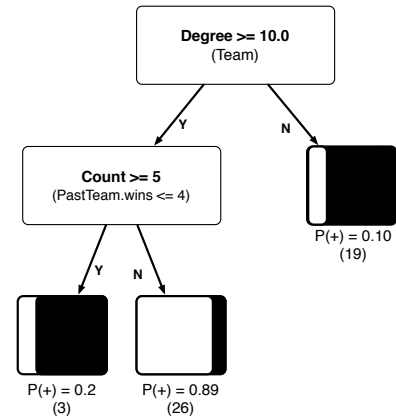 Degree >= 10.0
(Team)
Y
N
Count >= 5
(PastTeam.wins <= 4)
P(+) = 0.10
(19)
Y
N
P(+) = 0.2
(3)
P(+) = 0.89
(26)